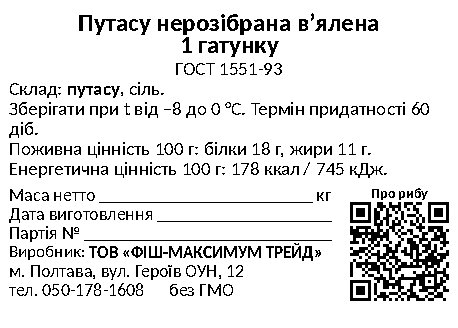 Путасу нерозібрана в’ялена
1 гатунку
ГОСТ 1551-93
Склад: путасу, сіль.
Зберігати при t від –8 до 0 °С. Термін придатності 60
діб.
Поживна цінність 100 г: білки 18 г, жири 11 г.
Енергетична цінність 100 г: 178 ккал / 745 кДж.
Маса нетто ________________________ кг
Дата виготовлення ____________________
Партія № ____________________________
Про рибу
Виробник: ТОВ «ФІШ-МАКСИМУМ ТРЕЙД»
м. Полтава, вул. Героїв ОУН, 12
тел. 050-178-1608 без ГМО